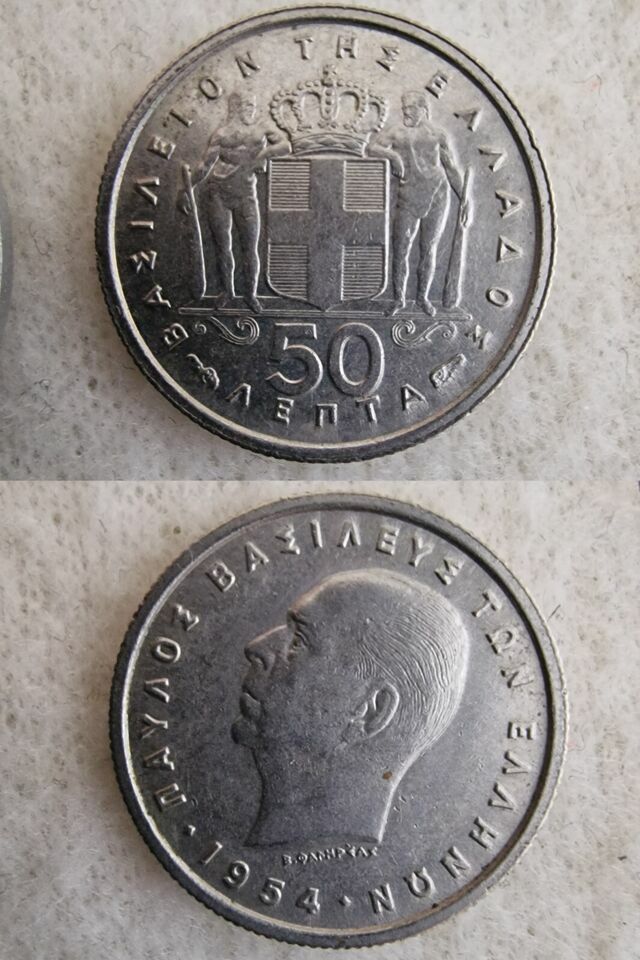 ΒΑΣΙΛΕΙΟΝ ΤΗΣ ΕΛΛΑΔΟΣ
50
ΛΕΠΤΑ
ΠΑΥΛΟΣ ΒΑΣΙΛΕΥΣ ΤΩΝ ΕΛΛΗΝΩΝ
Β.ΦΑΛΗΡΕΑΣ
· 1954 ·